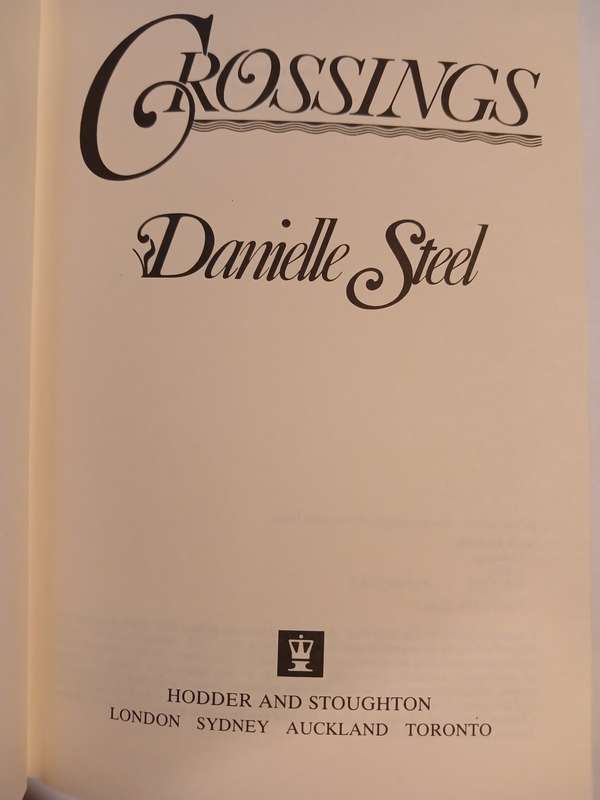 CROSSINGS
Danielle Steel
HODDER AND STOUGHTON
LONDON SYDNEY AUCKLAND TORONTO